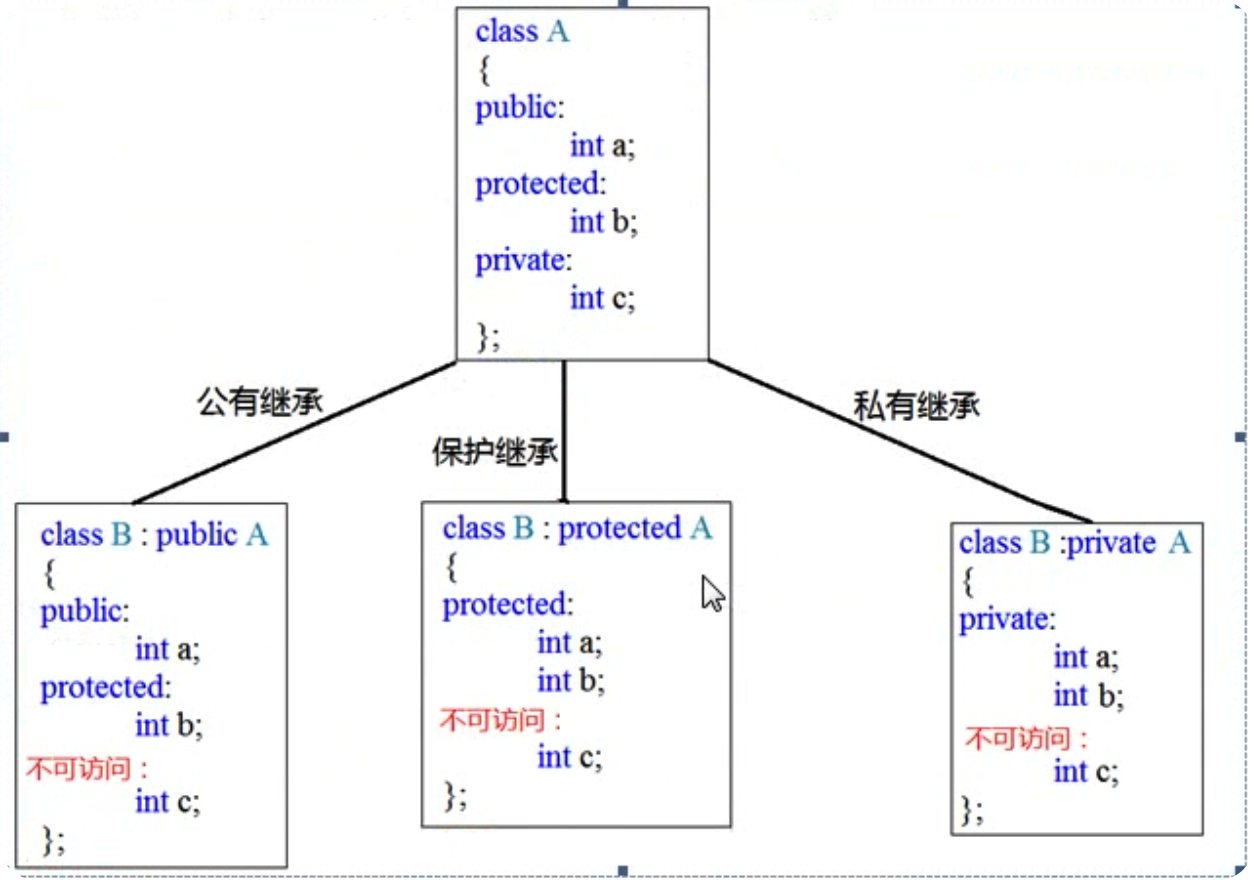 class A
{
public:
int a;
protected:
int b;
private:
int c;
};
公有继承
保护继承
私有继承
class B : public A
{
public:
int a;
protected:
int b;
不可访问：
int c;
};
class B : protected A
{
protected:
int a;
int b;
不可访问：
int c;
};
class B :private A
{
private:
int a;
int b;
不可访问：
int c;
};